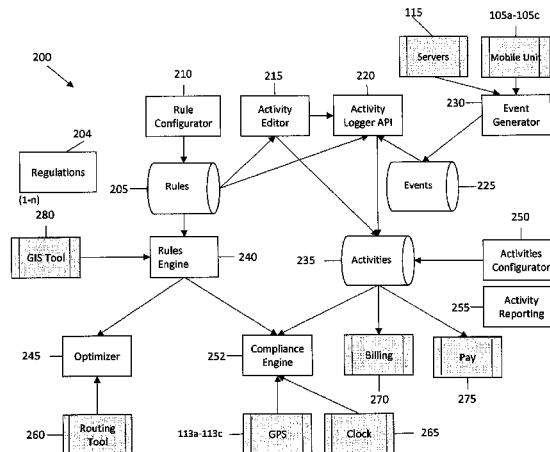 115
105a-105c
Servers
Mobile Unit
200
210
215
220
230
Rule
Configurator
Activity
Editor
Activity
Logger API
Event
Generator
204
Regulations
(1-n)
205
Rules
Events
225
280
GIS Tool
Rules
Engine
240
235
Activities
250
Activities
Configurator
255
Activity
Reporting
245
Optimizer
252
Compliance
Engine
Billing
270
Pay
275
260
Routing
Tool
113a-113c
GPS
Clock
265